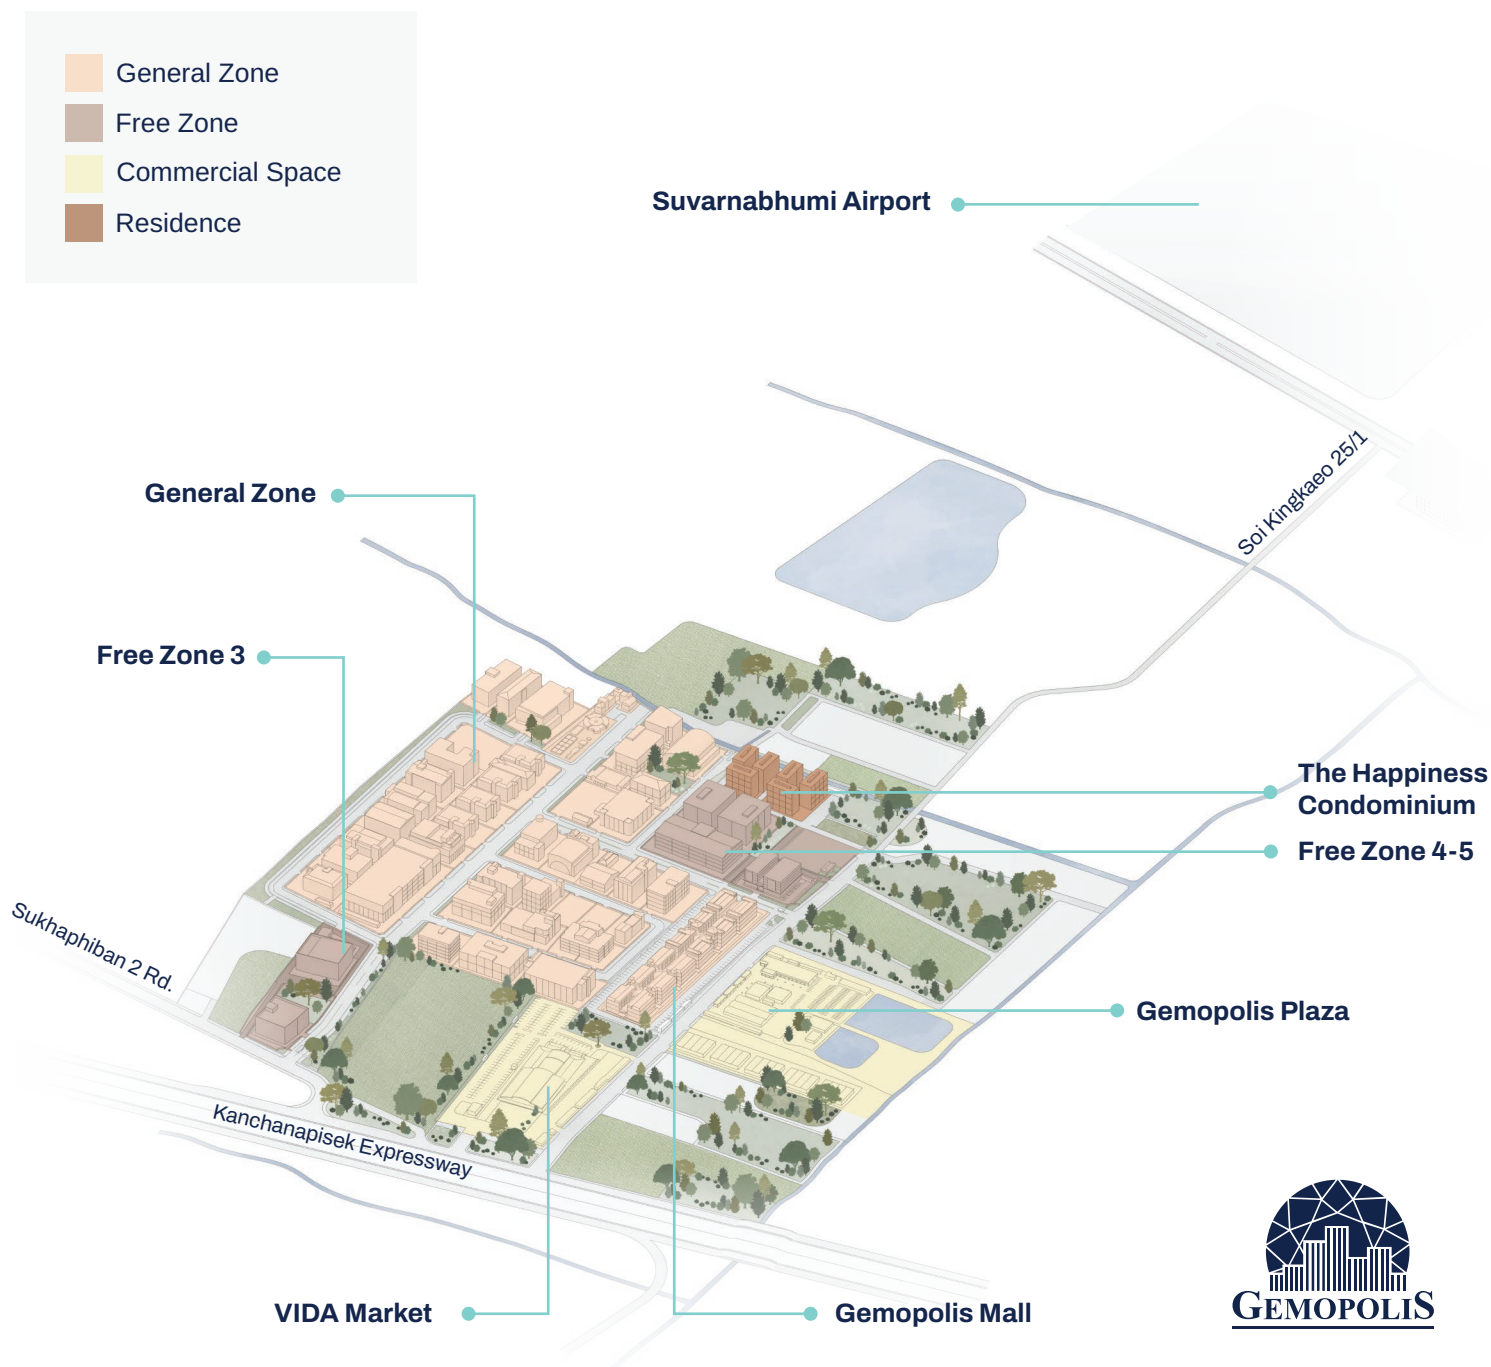 General Zone
Free Zone
Commercial Space
Residence
Suvarnabhumi Airport
Soi Kingkaeo 25/1
General Zone
Free Zone 3
The Happiness
Condominium
Free Zone 4-5
Sukhaphiban 2 Rd.
Gemopolis Plaza
Kanchanapisek Expressway
VIDA Market
Gemopolis Mall
GEMOPOLIS